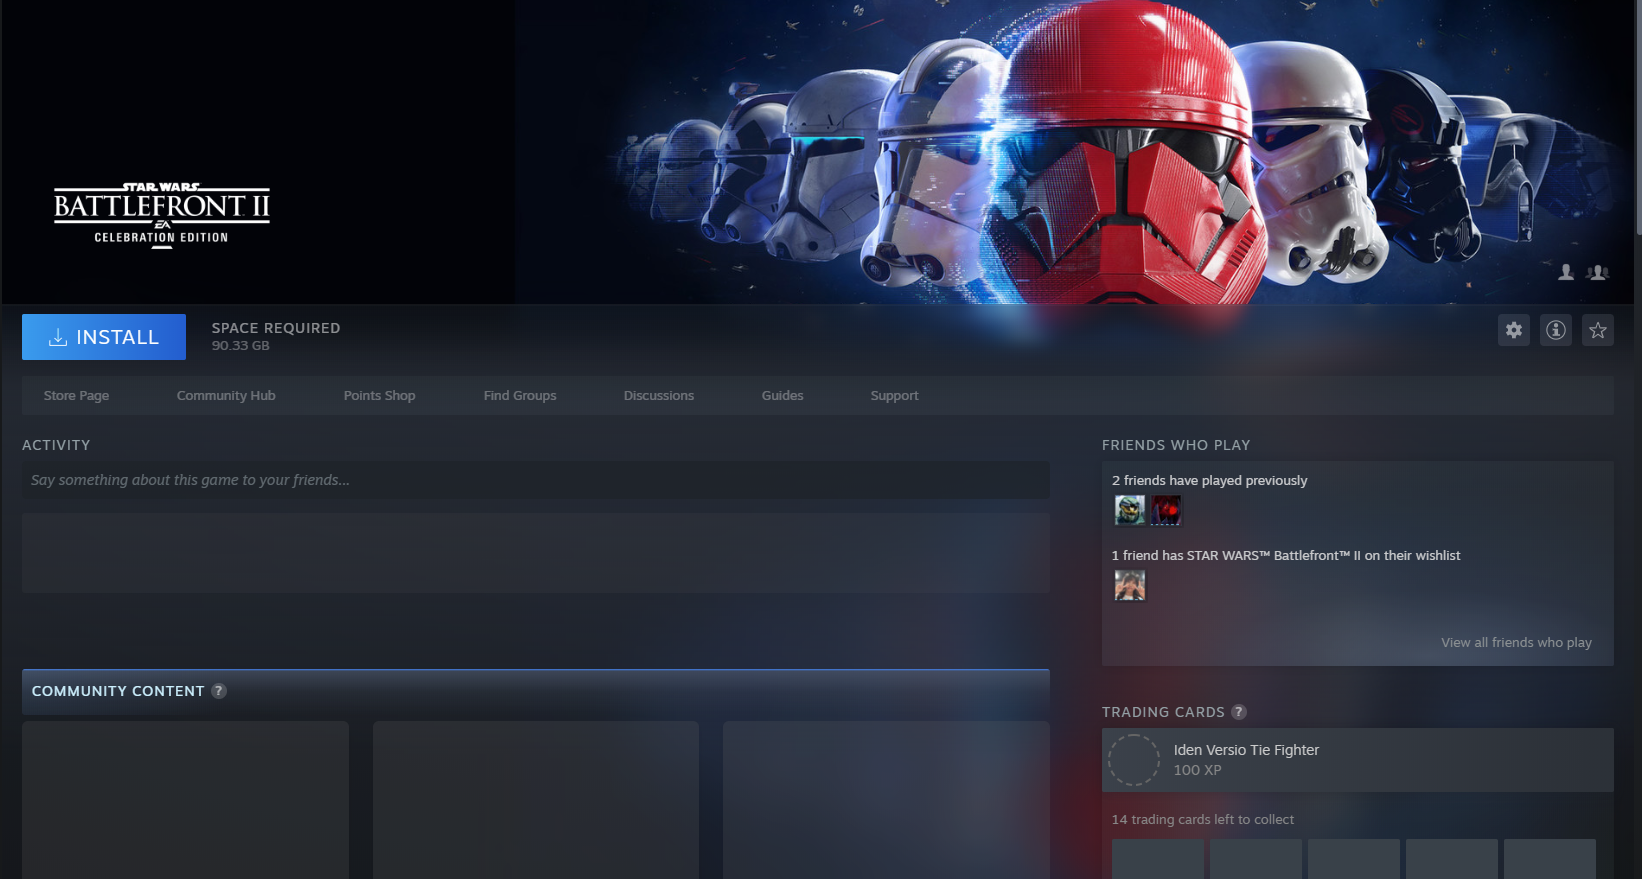 STAR WARS
BATTLEFRONT II
EA
CELEBRATION EDITION
INSTALL
SPACE REQUIRED
90.33 GB
Store Page
Community Hub
Points Shop
Find Groups
Discussions
Guides
Support
ACTIVITY
Say something about this game to your friends...
COMMUNITY CONTENT ?
FRIENDS WHO PLAY
2 friends have played previously
1 friend has STAR WARS™ Battlefront™ II on their wishlist
View all friends who play
TRADING CARDS ?
Iden Versio Tie Fighter
100 XP
14 trading cards left to collect